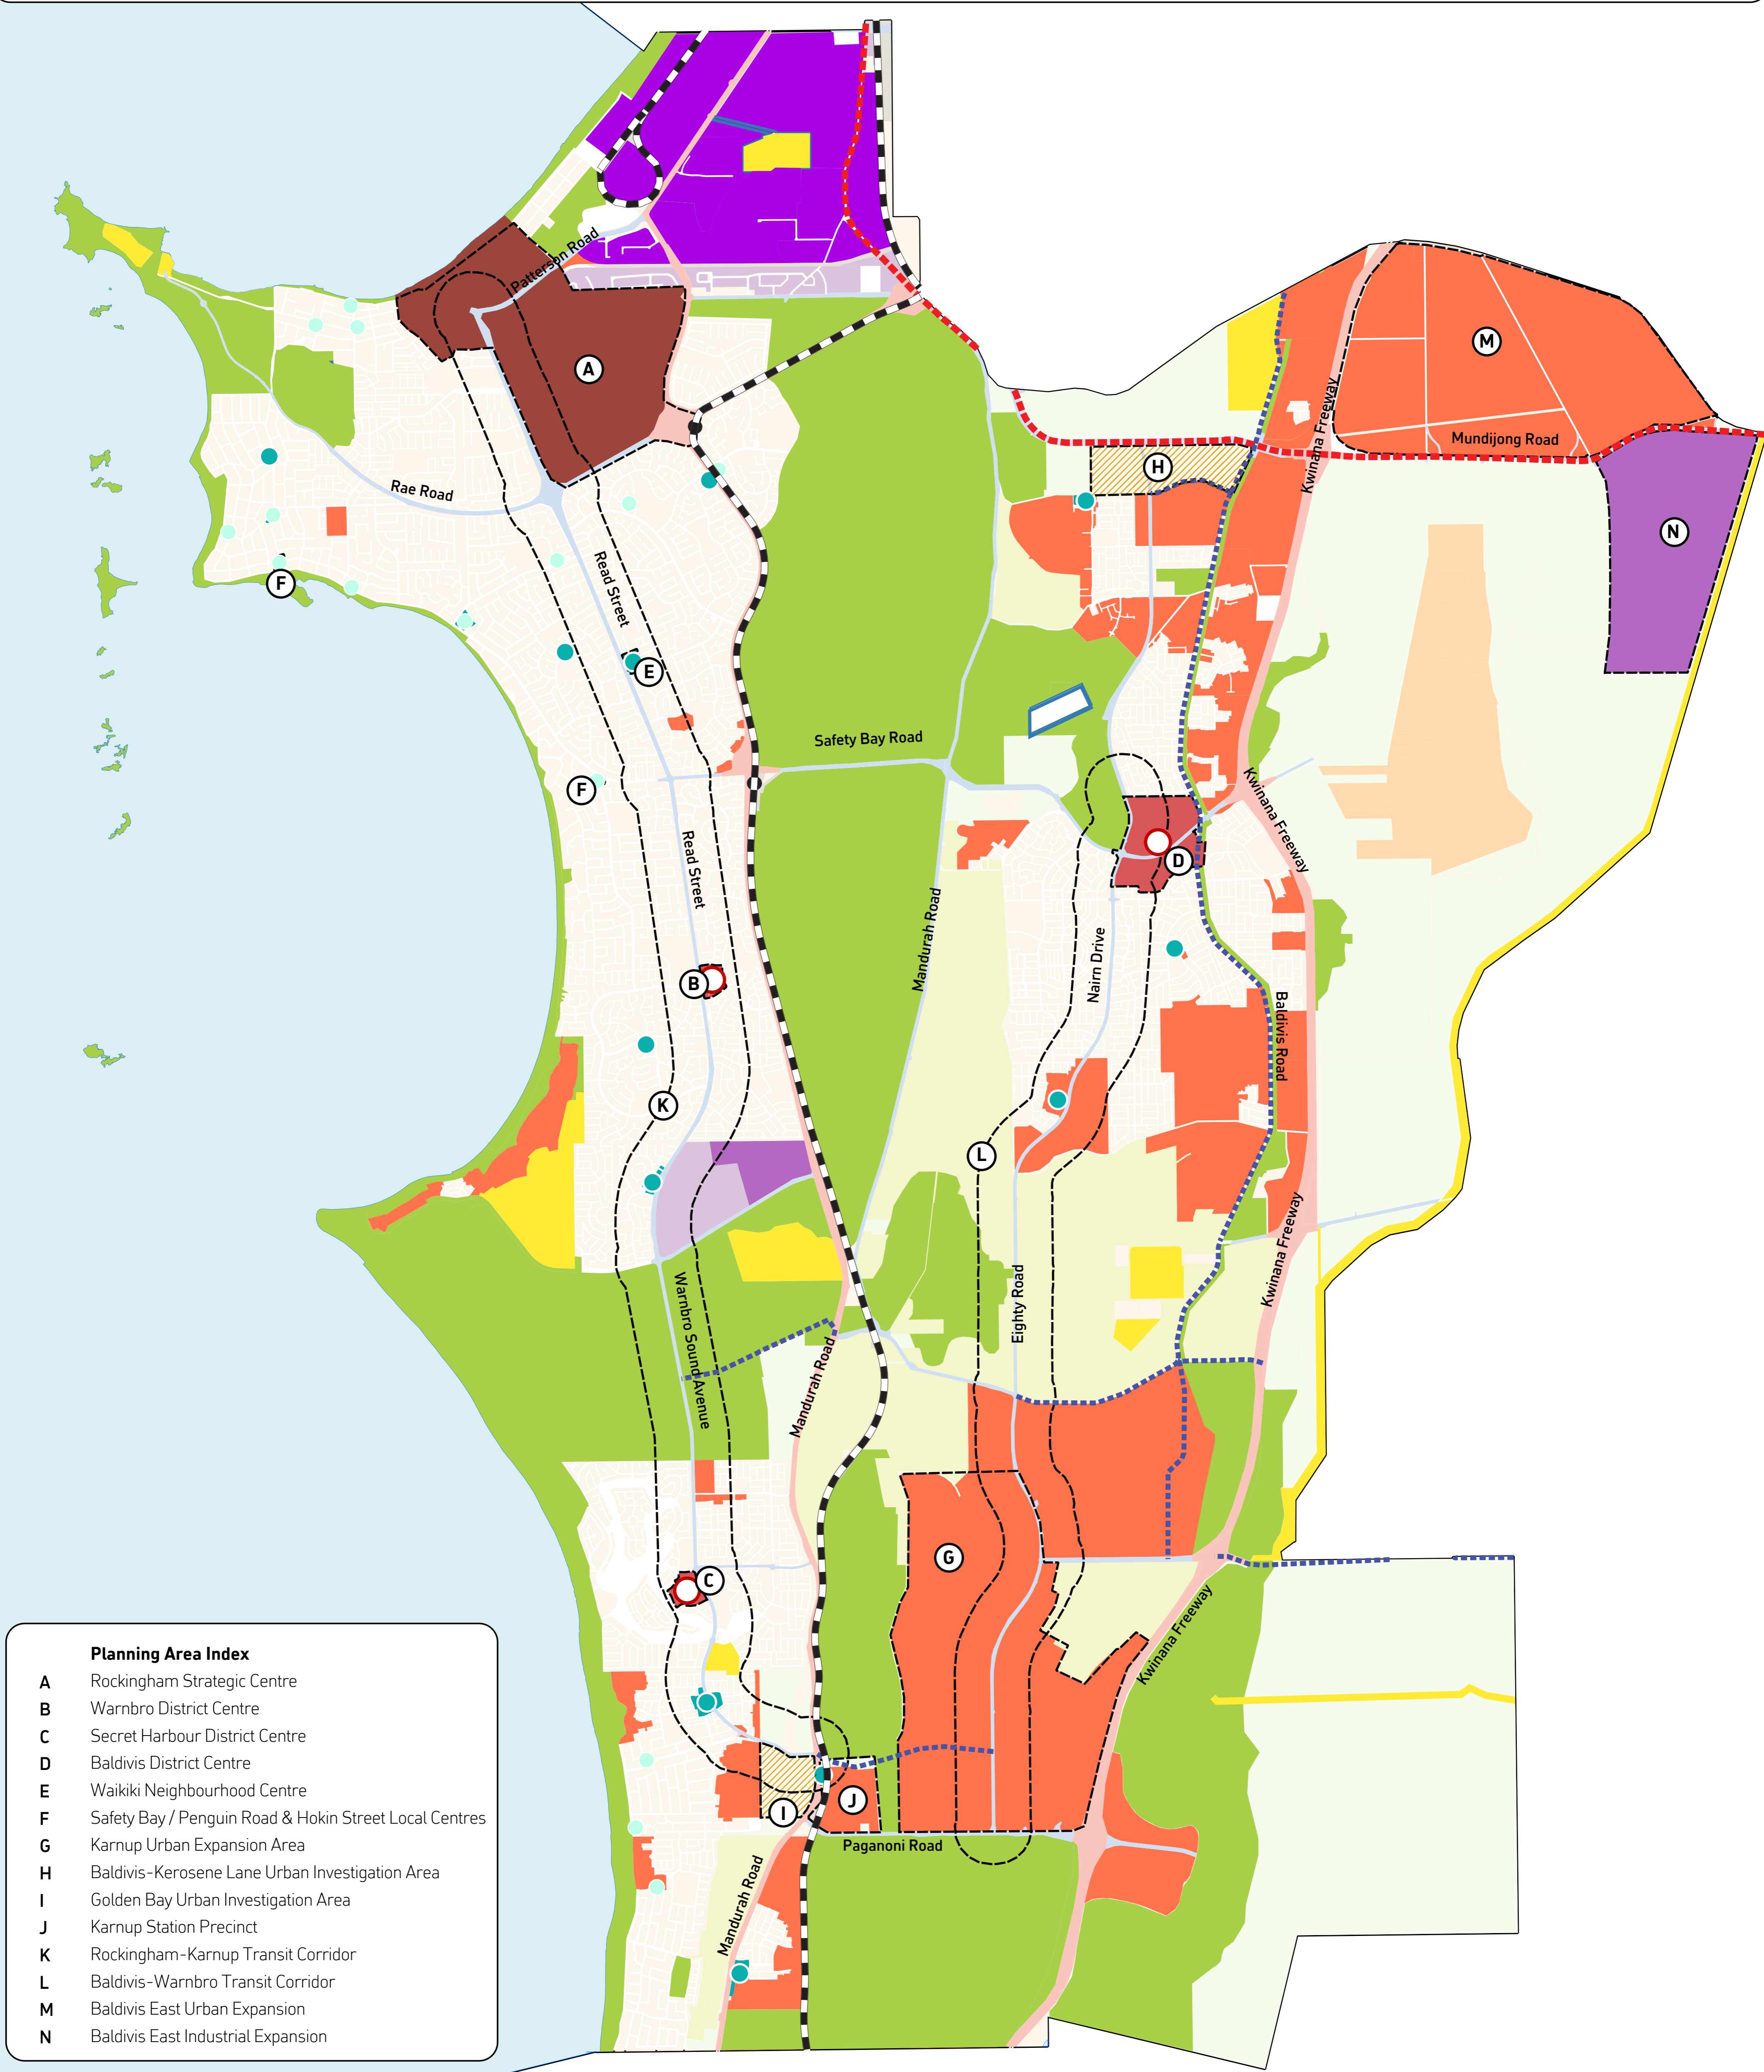 Patterson Road
A
M
Kwinana Freeway
Mundijong Road
H
Rae Road
N
F
Read Street
E
Safety Bay Road
Kwinana Freeway
F
Read Street
D
Mandurah Road
Nairn Drive
B
Baldivis Road
K
L
Kwinana Freeway
Eighty Road
Warnbro Sound Avenue
Mandurah Road
G
C
Kwinana Freeway
J
I
Paganoni Road
Mandurah Road
Planning Area Index
A Rockingham Strategic Centre
B Warnbro District Centre
C Secret Harbour District Centre
D Baldivis District Centre
E Waikiki Neighbourhood Centre
F Safety Bay / Penguin Road & Hokin Street Local Centres
G Karnup Urban Expansion Area
H Baldivis-Kerosene Lane Urban Investigation Area
I Golden Bay Urban Investigation Area
J Karnup Station Precinct
K Rockingham-Karnup Transit Corridor
L Baldivis-Warnbro Transit Corridor
M Baldivis East Urban Expansion
N Baldivis East Industrial Expansion